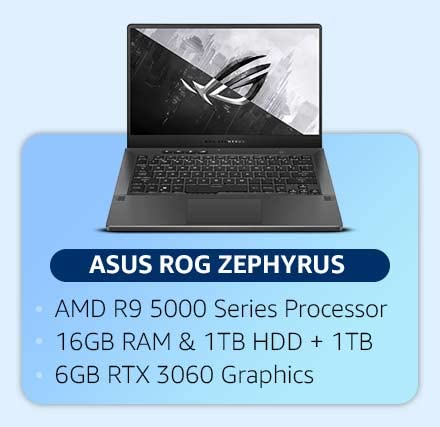 ASUS ROG ZEPHYRUS
AMD R9 5000 Series Processor
16GB RAM & 1TB HDD + 1TB
6GB RTX 3060 Graphics